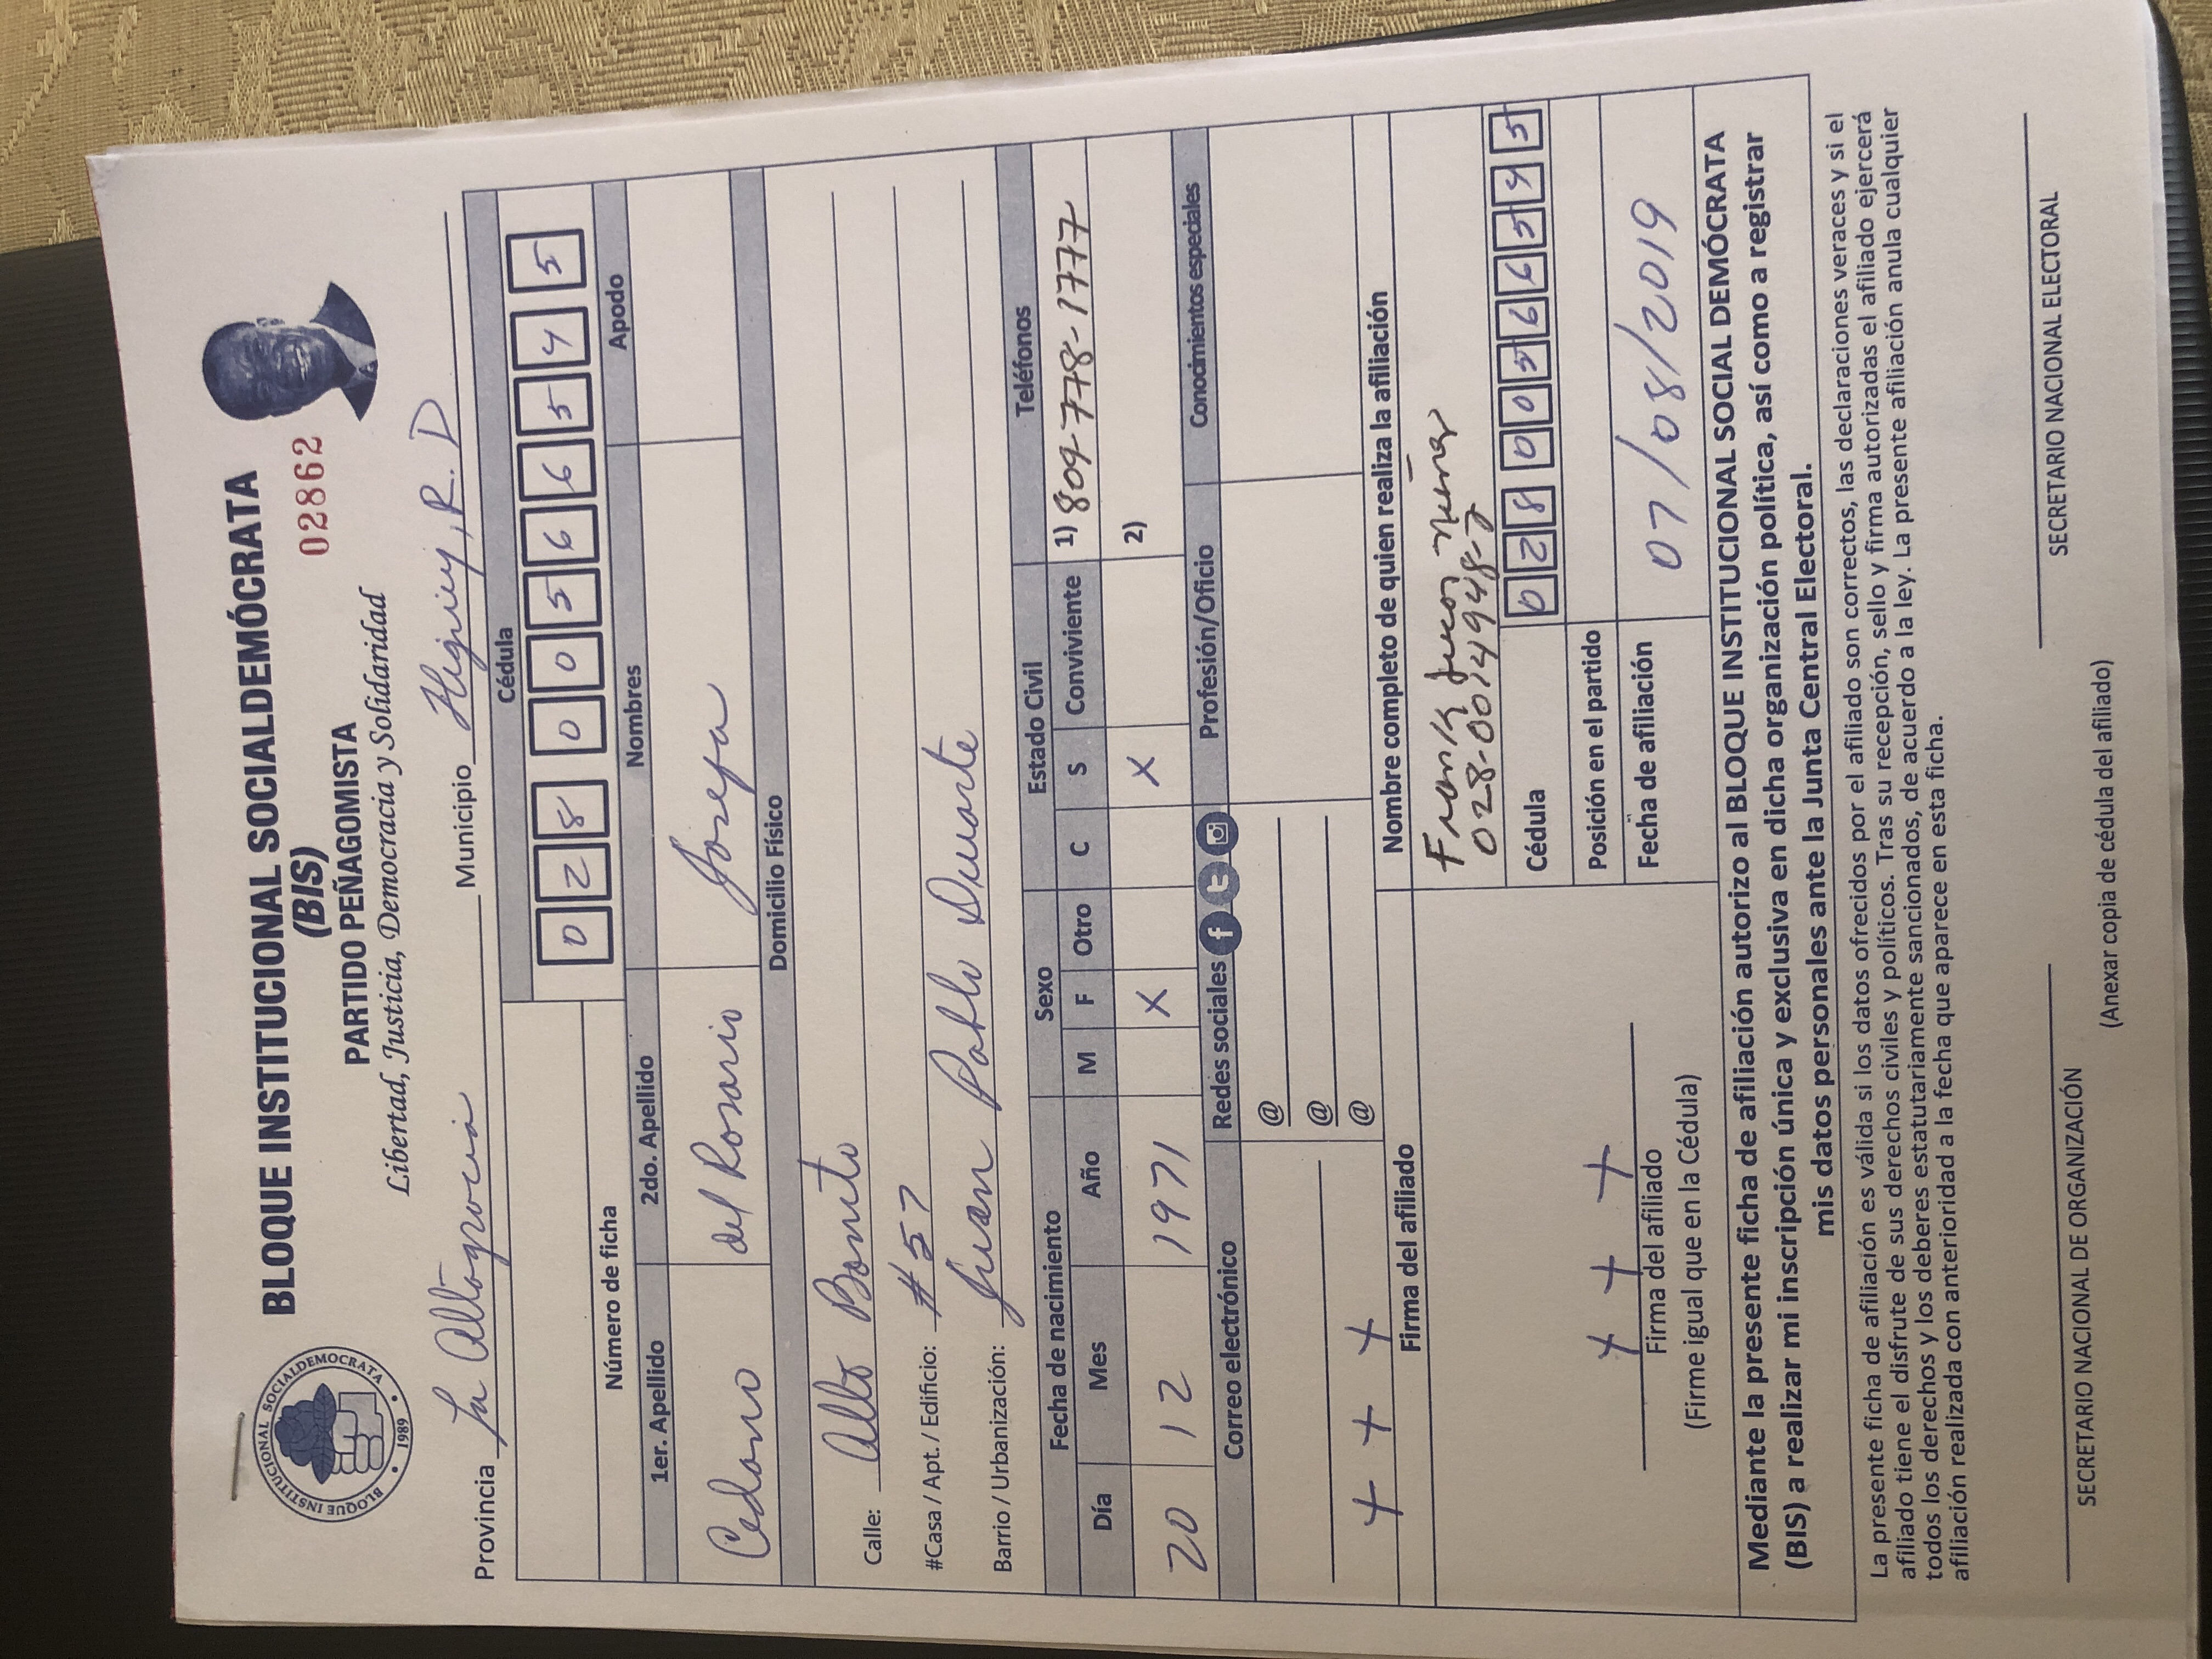 BLOQUE INSTITUCIONAL SOCIALDEMOCRATA
• 1989 •
BLOQUE INSTITUCIONAL SOCIALDEMÓCRATA
(BIS)
02862
PARTIDO PEÑAGOMISTA
Libertad, Justicia, Democracia y Solidaridad
Provincia La Altagracia Municipio Higüey, R. D
Cédula
0 2 8 0 0 5 6 6 5 4 5
Número de ficha
1er. Apellido 2do. Apellido Nombres Apodo
Cedano del Rosario Josefa
Domicilio Físico
Calle: Alto Bonito
#Casa / Apt. / Edificio: #57
Barrio / Urbanización: Juan Pablo Duarte
Fecha de nacimiento Sexo Estado Civil Teléfonos
Día Mes Año M F Otro C S Conviviente 1) 809-778-1777
20 12 1971 X X 2)
Correo electrónico Redes sociales Profesión/Oficio Conocimientos especiales
@
@
@
+ + +
Firma del afiliado Nombre completo de quien realiza la afiliación
Frank
Cédula 0 2 8 0 0 5 6 6 5 4 5
Posición en el partido
Fecha de afiliación 07/08/2019
+ + +
Firma del afiliado
(Firme igual que en la Cédula)
Mediante la presente ficha de afiliación autorizo al BLOQUE INSTITUCIONAL SOCIAL DEMÓCRATA
(BIS) a realizar mi inscripción única y exclusiva en dicha organización política, así como a registrar
mis datos personales ante la Junta Central Electoral.
La presente ficha de afiliación es válida si los datos ofrecidos por el afiliado son correctos, las declaraciones veraces y si el
afiliado tiene el disfrute de sus derechos civiles y políticos. Tras su recepción, sello y firma autorizadas el afiliado ejercerá
todos los derechos y los deberes estatutariamente sancionados, de acuerdo a la ley. La presente afiliación anula cualquier
afiliación realizada con anterioridad a la fecha que aparece en esta ficha.
SECRETARIO NACIONAL DE ORGANIZACIÓN SECRETARIO NACIONAL ELECTORAL
(Anexar copia de cédula del afiliado)